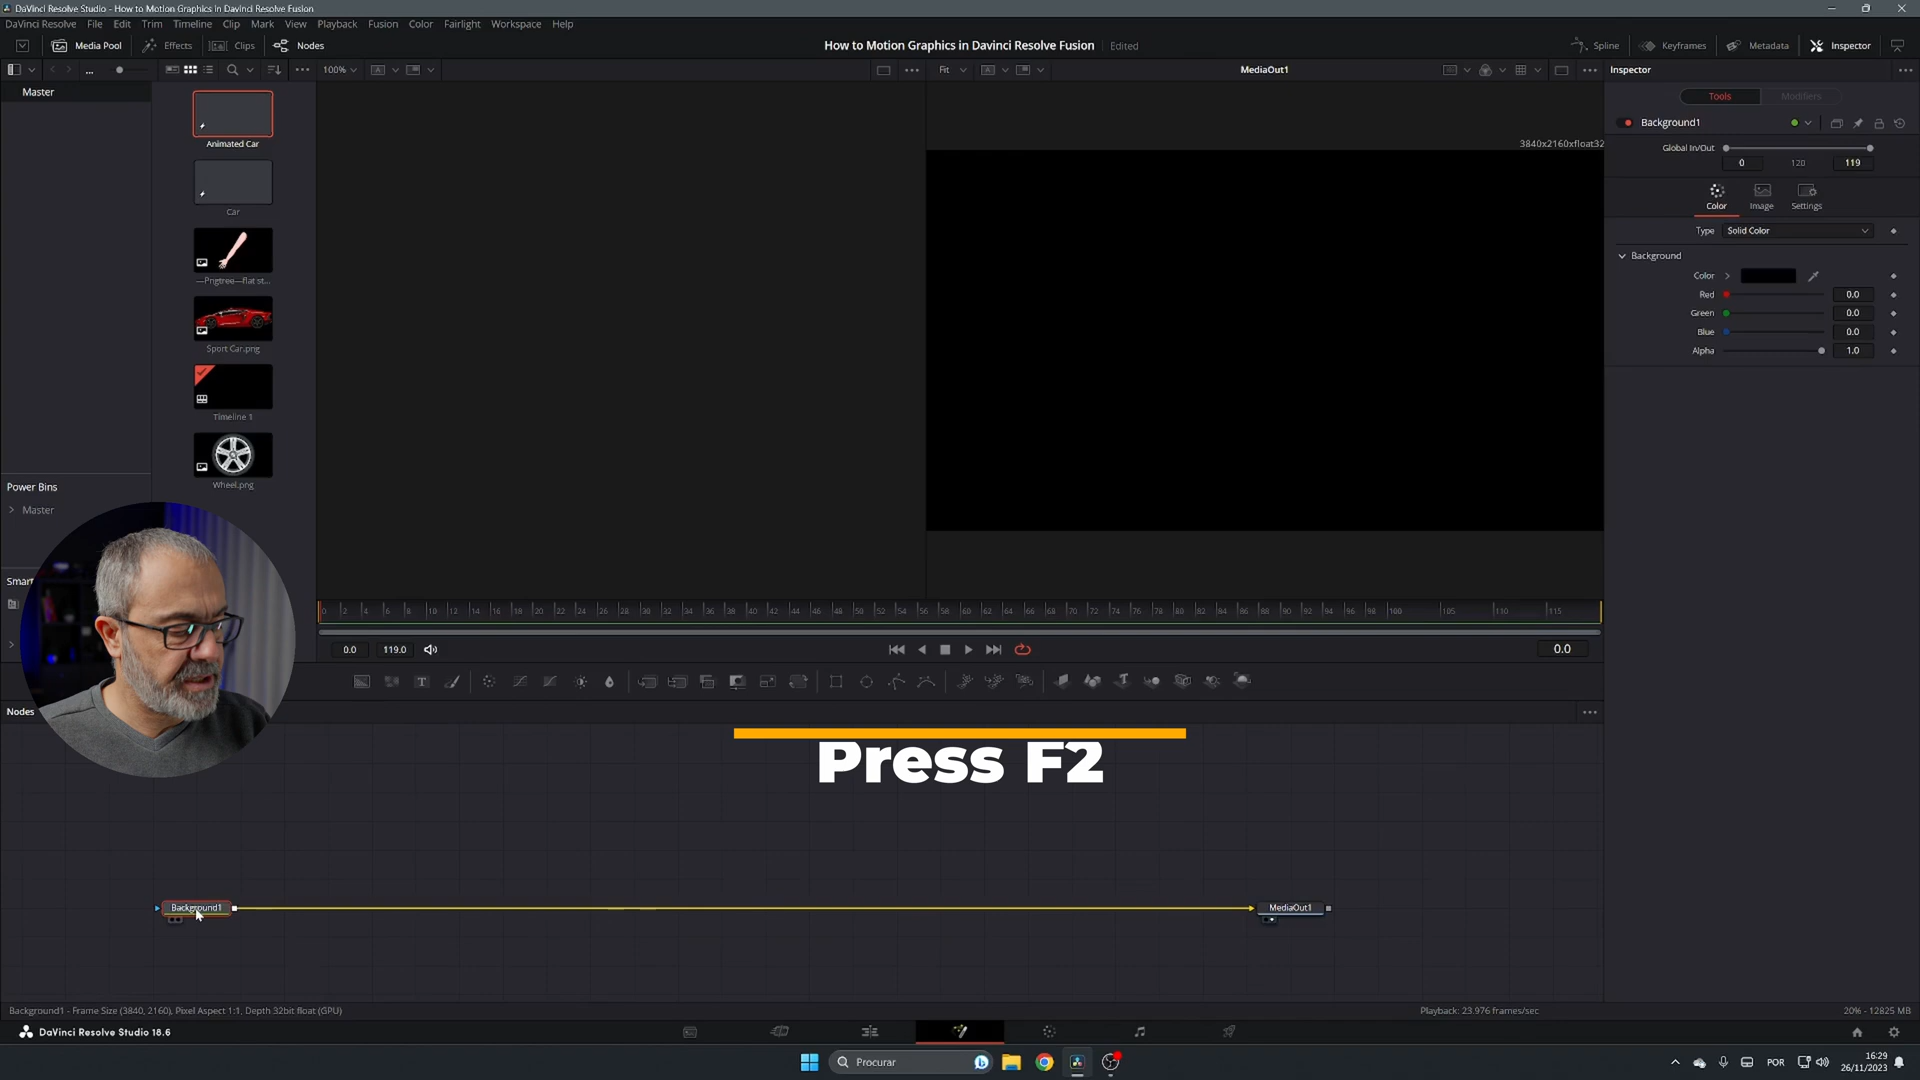 DaVinci Resolve Studio - How to Motion Graphics in Davinci Resolve Fusion
DaVinci Resolve File Edit Trim Timeline Clip Mark View Playback Fusion Color Fairlight Workspace Help
Media Pool Effects Clips Nodes How to Motion Graphics in Davinci Resolve Fusion Edited Spline Keyframes Metadata Inspector
... 100% Fit MediaOut1 Inspector
Master
Tools Modifiers
Background1
Animated Car
3840x2160xfloat32
Global In/Out
0 120 119
Color Image Settings
Car
Type Solid Color
Background
Color
—Pngtree—flat st...
Red 0.0
Green 0.0
Blue 0.0
Sport Car.png
Alpha 1.0
Timeline 1
Wheel.png
Power Bins
Master
Smar
0 2 4 6 8 10 12 14 16 18 20 22 24 26 28 30 32 34 36 38 40 42 44 46 48 50 52 54 56 58 60 62 64 66 68 70 72 74 76 78 80 82 84 86 88 90 92 94 96 100 105 110 115
0.0 119.0 0.0
T
Nodes
Press F2
Background1 MediaOut1
Background1 - Frame Size (3840, 2160), Pixel Aspect 1:1, Depth 32bit float (GPU) Playback: 23.976 frames/sec 20% - 12825 MB
DaVinci Resolve Studio 18.6
Procurar POR 16:29
26/11/2023